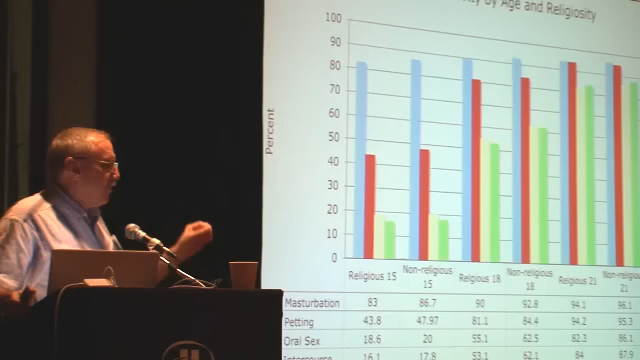 by Age and Religiosity
100
90
80
70
60
50
40
30
20
10
0
Percent
Religious 15 Non-religious 15 Relgious 18 Non-religious 18 Relgious 21 Non-religious 21
Masturbation 83 86.7 90 92.8 94.1 96.1
Petting 43.8 47.97 81.1 84.4 94.2 95.3
Oral Sex 18.6 20 55.1 62.5 82.3 86.6
Intercourse 16.1 17.8 53.1 62.1 84